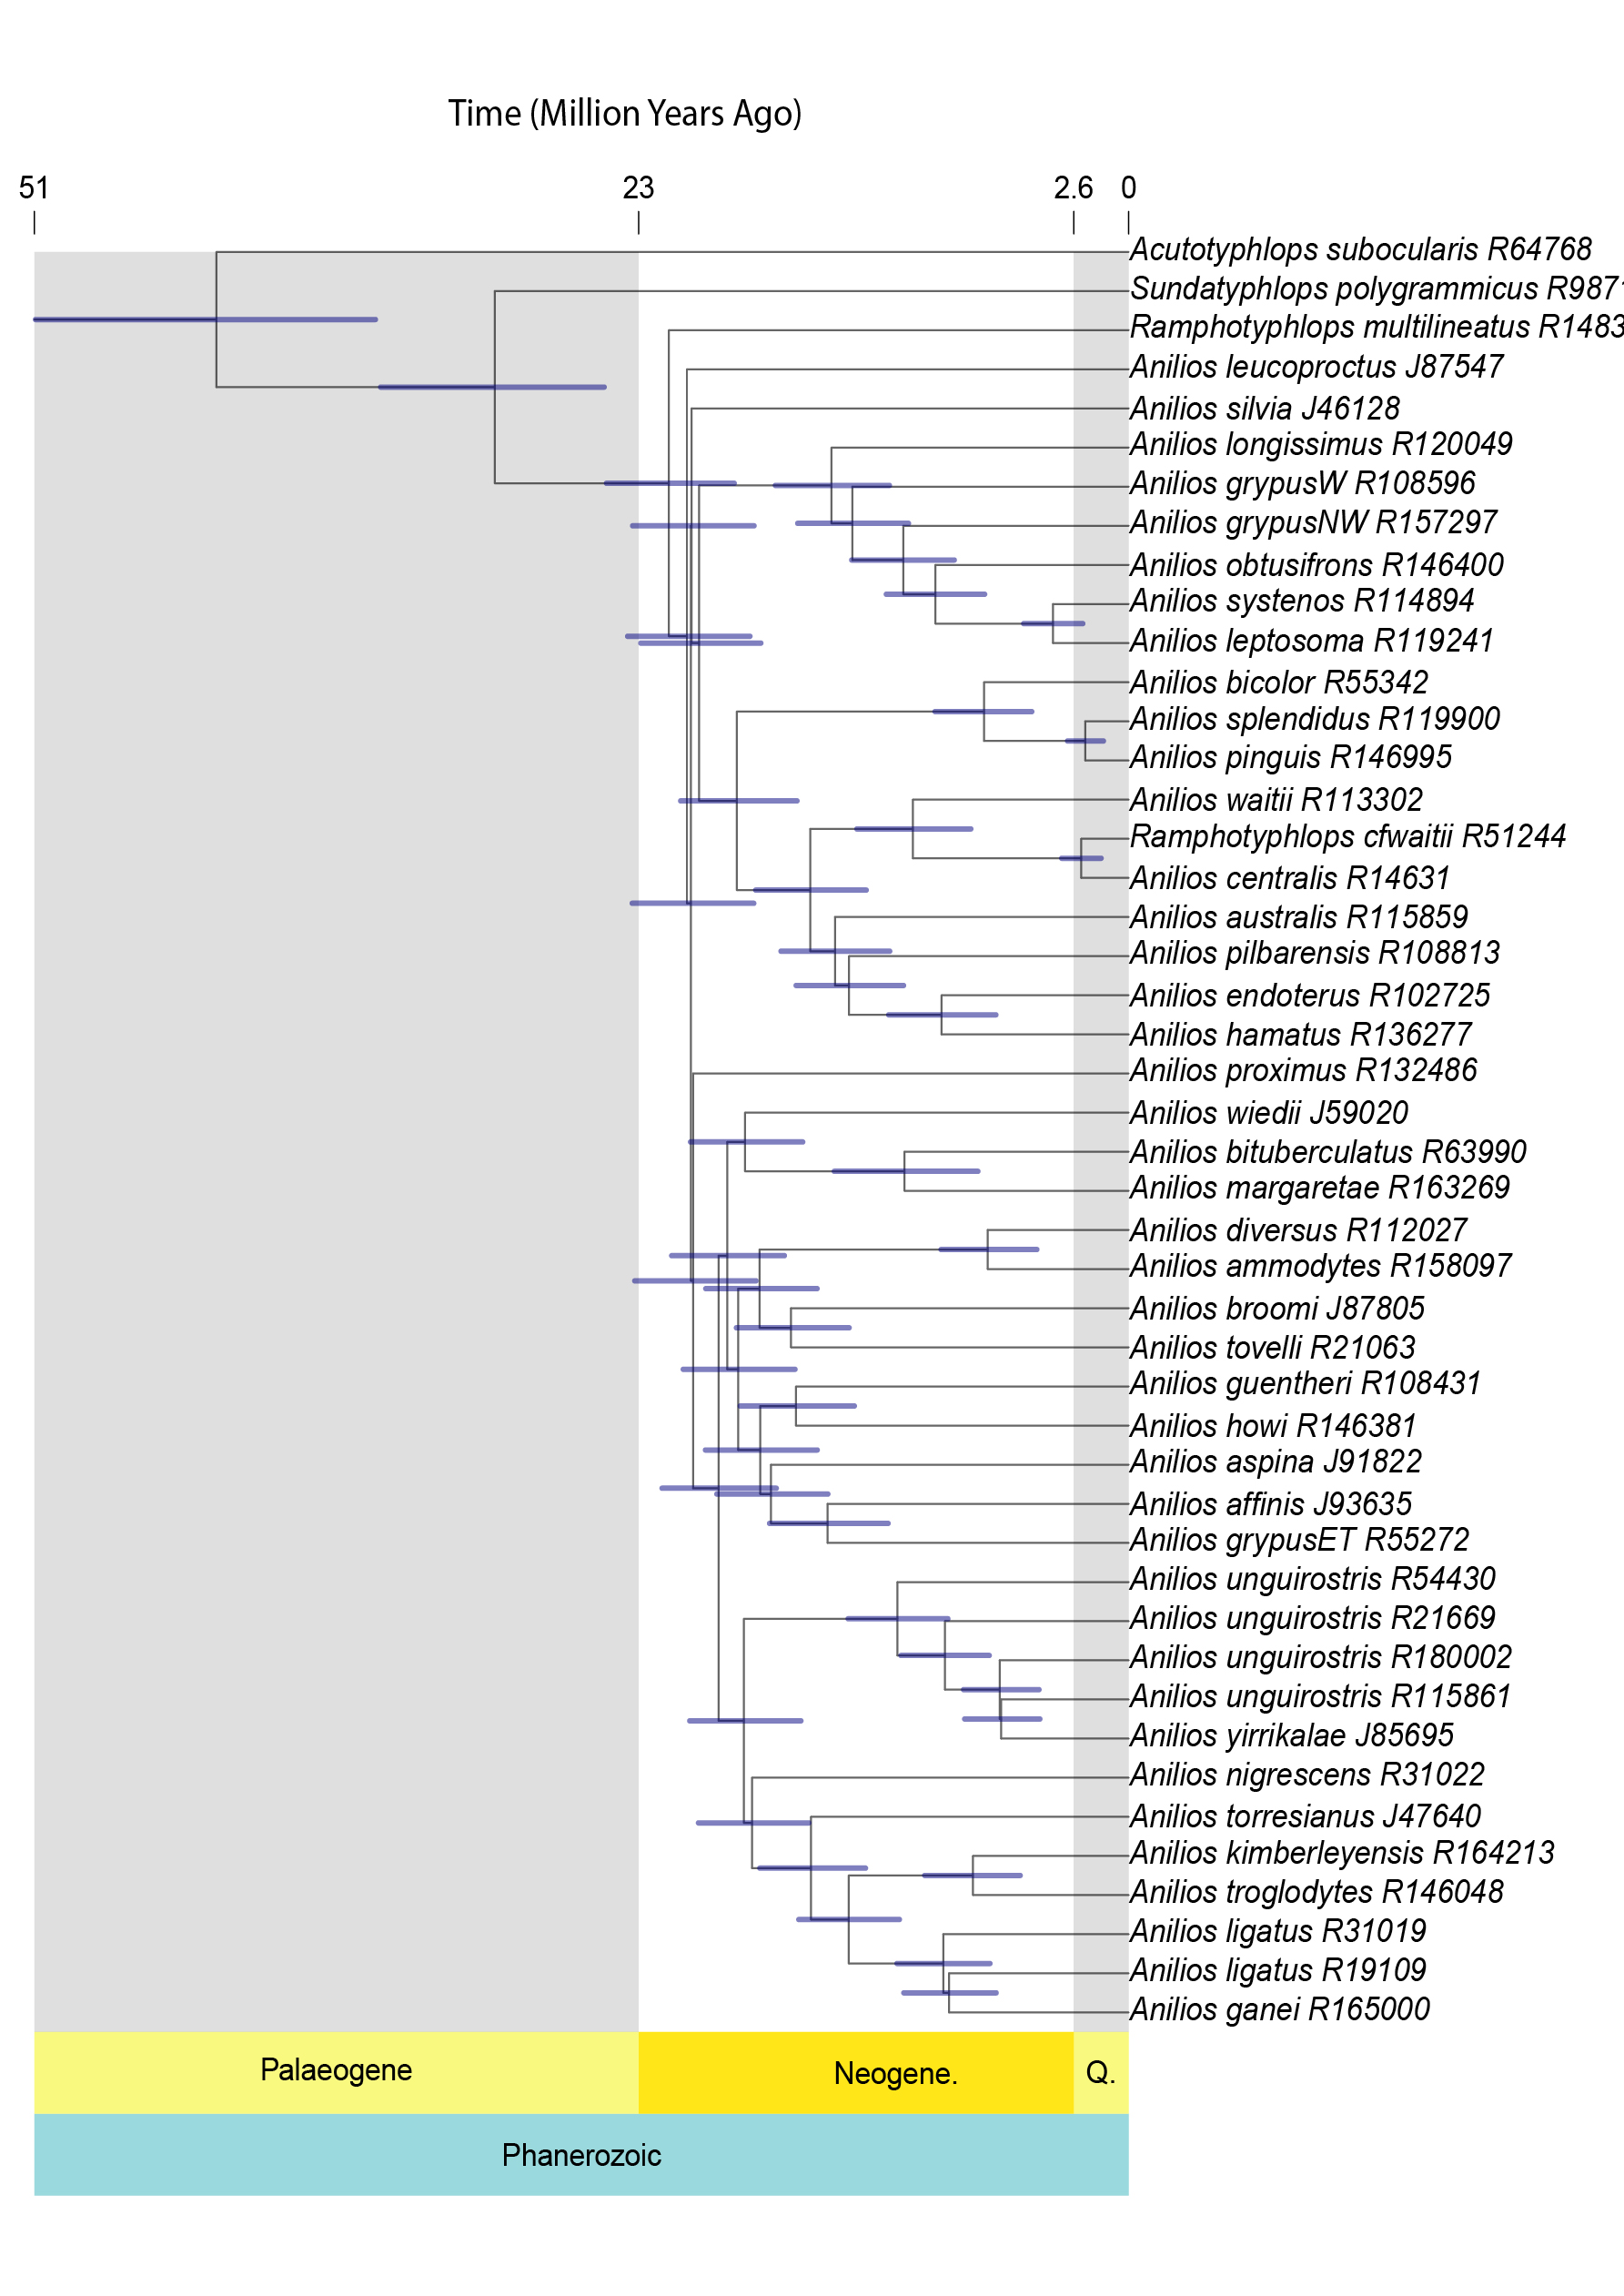 Time (Million Years Ago)
51 23 2.6 0
Acutotyphlops subocularis R64768
Sundatyphlops polygrammicus R9871
Ramphotyphlops multilineatus R1483
Anilios leucoproctus J87547
Anilios silvia J46128
Anilios longissimus R120049
Anilios grypusW R108596
Anilios grypusNW R157297
Anilios obtusifrons R146400
Anilios systenos R114894
Anilios leptosoma R119241
Anilios bicolor R55342
Anilios splendidus R119900
Anilios pinguis R146995
Anilios waitii R113302
Ramphotyphlops cfwaitii R51244
Anilios centralis R14631
Anilios australis R115859
Anilios pilbarensis R108813
Anilios endoterus R102725
Anilios hamatus R136277
Anilios proximus R132486
Anilios wiedii J59020
Anilios bituberculatus R63990
Anilios margaretae R163269
Anilios diversus R112027
Anilios ammodytes R158097
Anilios broomi J87805
Anilios tovelli R21063
Anilios guentheri R108431
Anilios howi R146381
Anilios aspina J91822
Anilios affinis J93635
Anilios grypusET R55272
Anilios unguirostris R54430
Anilios unguirostris R21669
Anilios unguirostris R180002
Anilios unguirostris R115861
Anilios yirrikalae J85695
Anilios nigrescens R31022
Anilios torresianus J47640
Anilios kimberleyensis R164213
Anilios troglodytes R146048
Anilios ligatus R31019
Anilios ligatus R19109
Anilios ganei R165000
Palaeogene Neogene. Q.
Phanerozoic